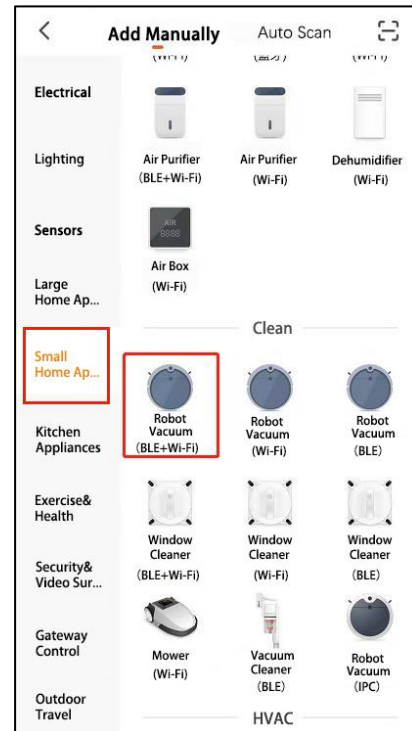 Add Manually
Auto Scan
Electrical
Lighting
Sensors
Large
Home Ap...
Small
Home Ap...
Kitchen
Appliances
Exercise&
Health
Security&
Video Sur...
Gateway
Control
Outdoor
Travel
Air Purifier
(BLE+Wi-Fi)
Air Purifier
(Wi-Fi)
Dehumidifier
(Wi-Fi)
AIR
Air Box
(Wi-Fi)
Clean
Robot
Vacuum
(BLE+Wi-Fi)
Robot
Vacuum
(Wi-Fi)
Robot
Vacuum
(BLE)
Window
Cleaner
(BLE+Wi-Fi)
Window
Cleaner
(Wi-Fi)
Window
Cleaner
(BLE)
Mower
(Wi-Fi)
Vacuum
Cleaner
(BLE)
Robot
Vacuum
(IPC)
HVAC